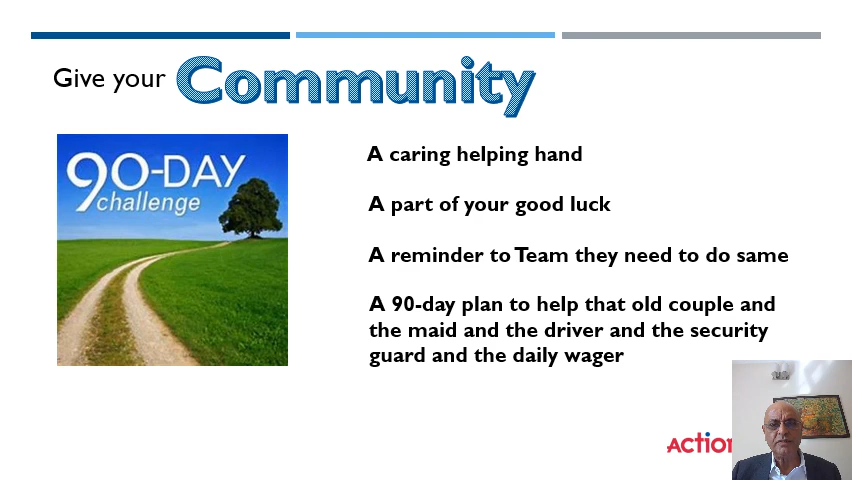 Give your Community
90-DAY
challenge
A caring helping hand
A part of your good luck
A reminder to Team they need to do same
A 90-day plan to help that old couple and
the maid and the driver and the security
guard and the daily wager
ACTION